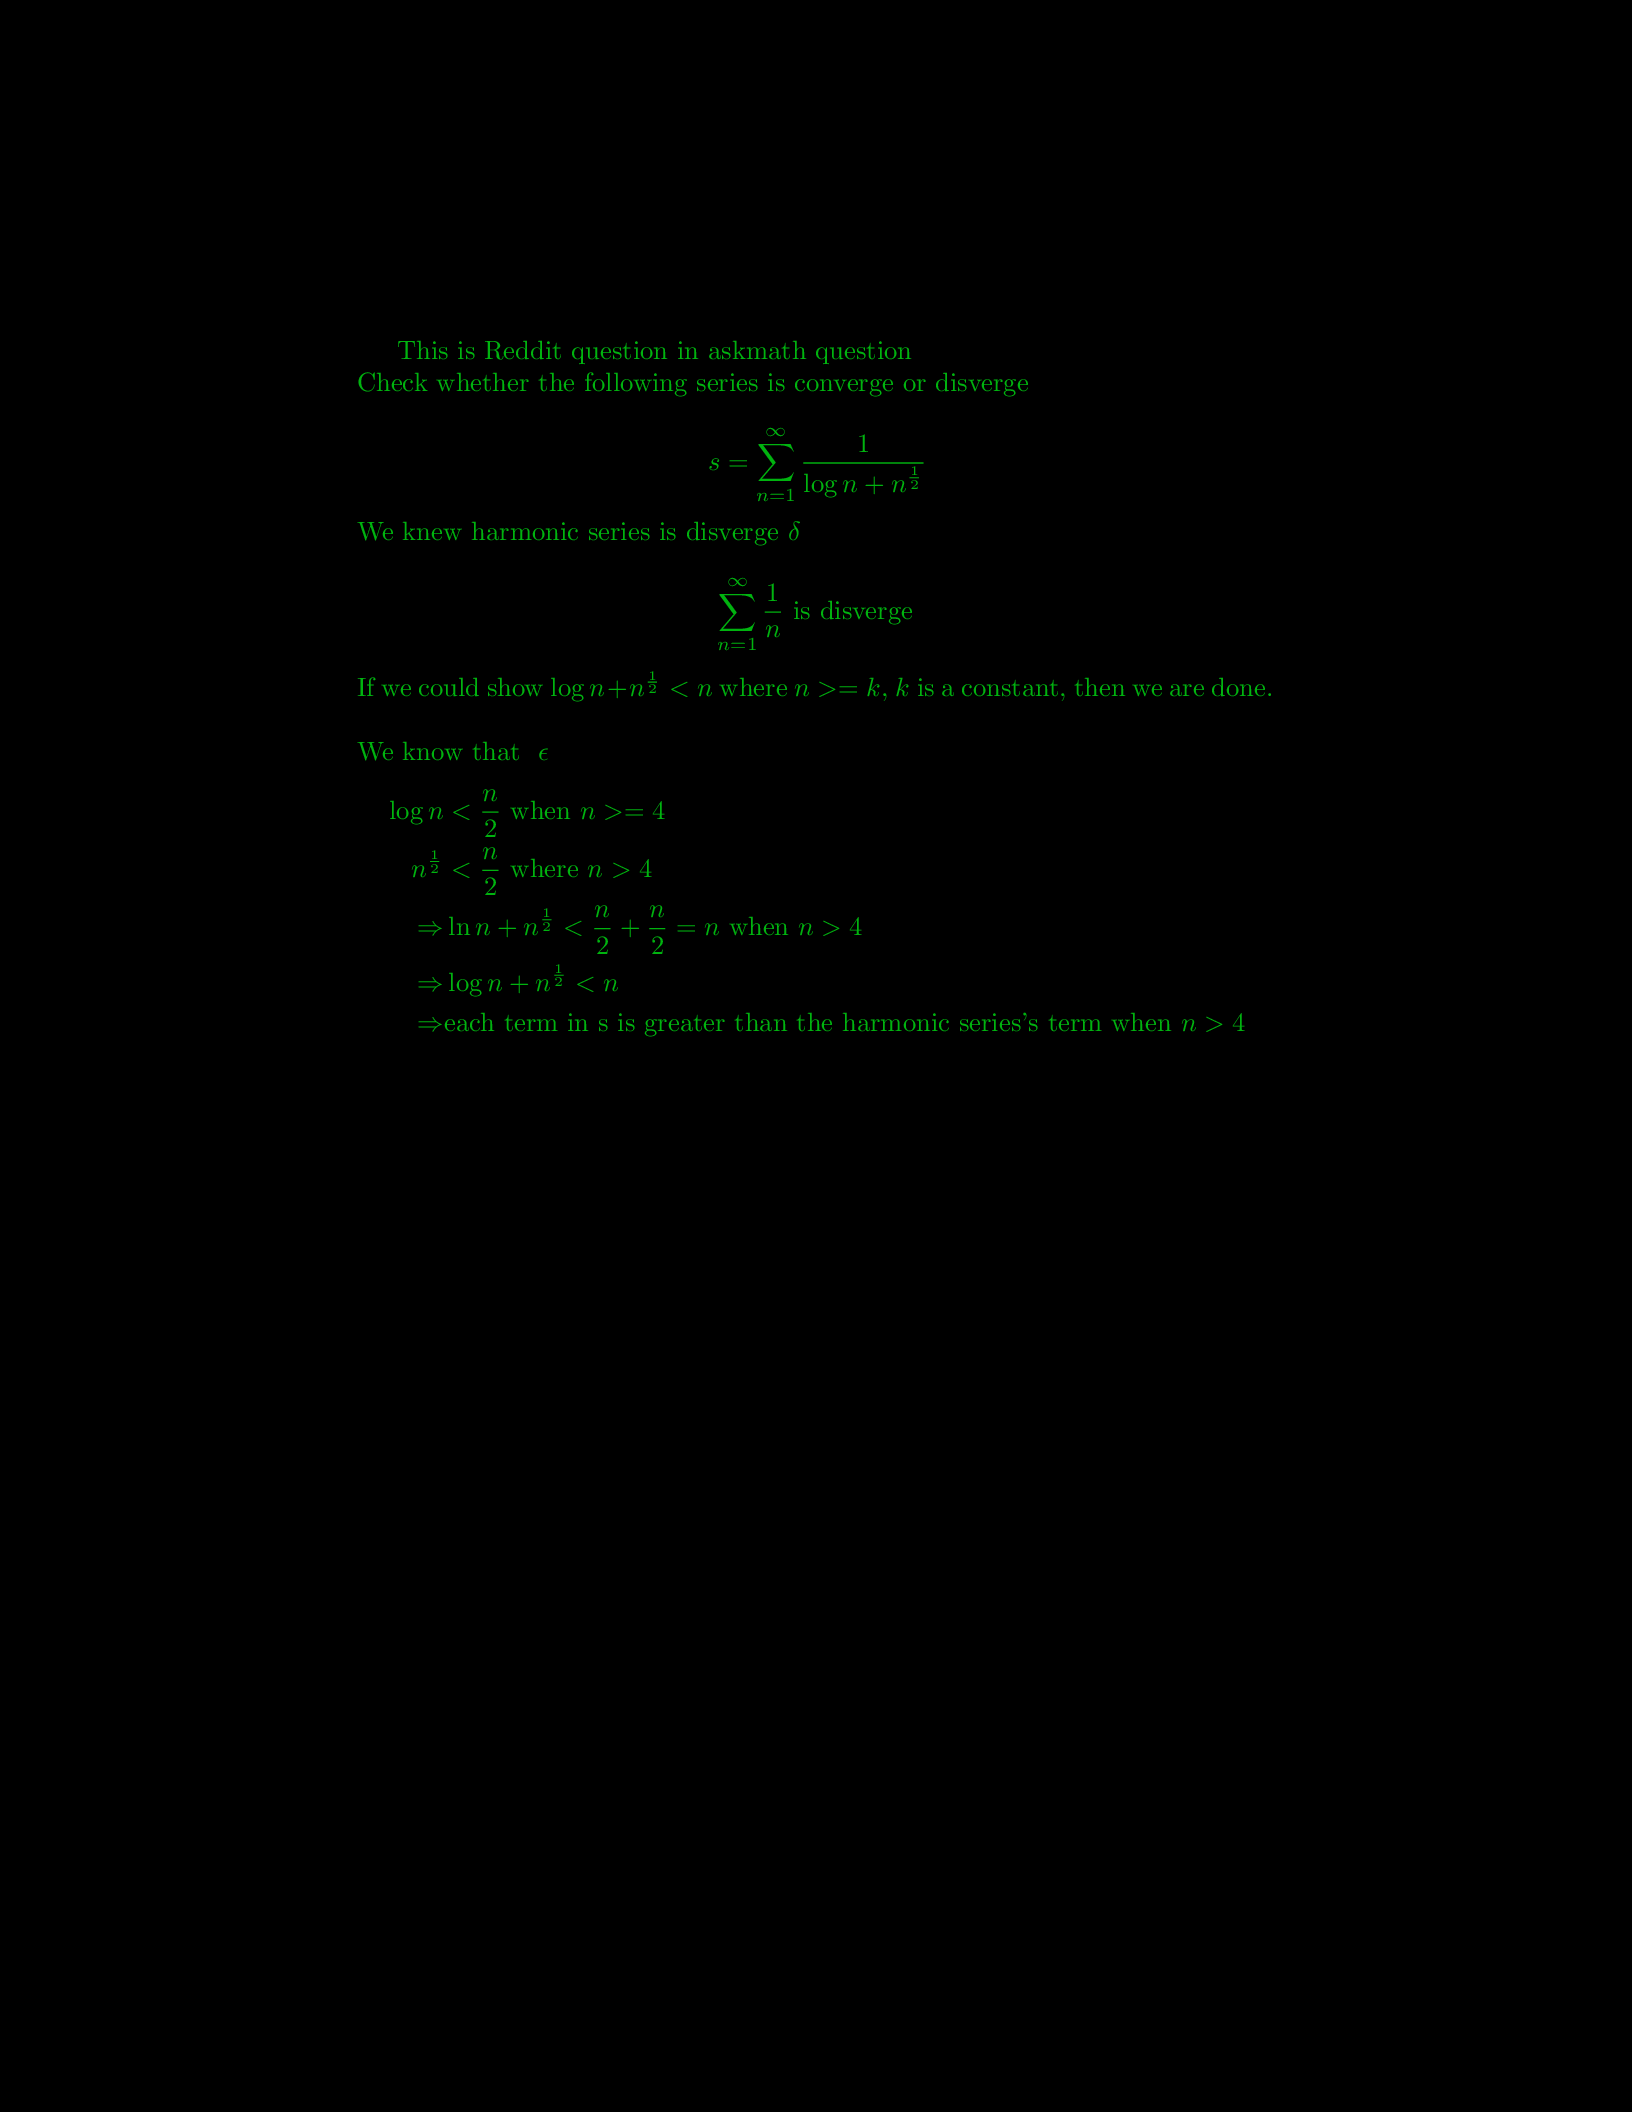 This is Reddit question in askmath question
Check whether the following series is converge or disverge
$s = \sum_{n=1}^{\infty} \frac{1}{\log n + n^{\frac{1}{2}}}$
We knew harmonic series is disverge δ
$\sum_{n=1}^{\infty} \frac{1}{n}$ is disverge
If we could show $\log n + n^{\frac{1}{2}} < n$ where $n >= k$, $k$ is a constant, then we are done.
We know that ϵ
$\log n < \frac{n}{2}$ when $n >= 4$
$n^{\frac{1}{2}} < \frac{n}{2}$ where $n > 4$
$\Rightarrow \ln n + n^{\frac{1}{2}} < \frac{n}{2} + \frac{n}{2} = n$ when $n > 4$
$\Rightarrow \log n + n^{\frac{1}{2}} < n$
⇒each term in s is greater than the harmonic series's term when $n > 4$